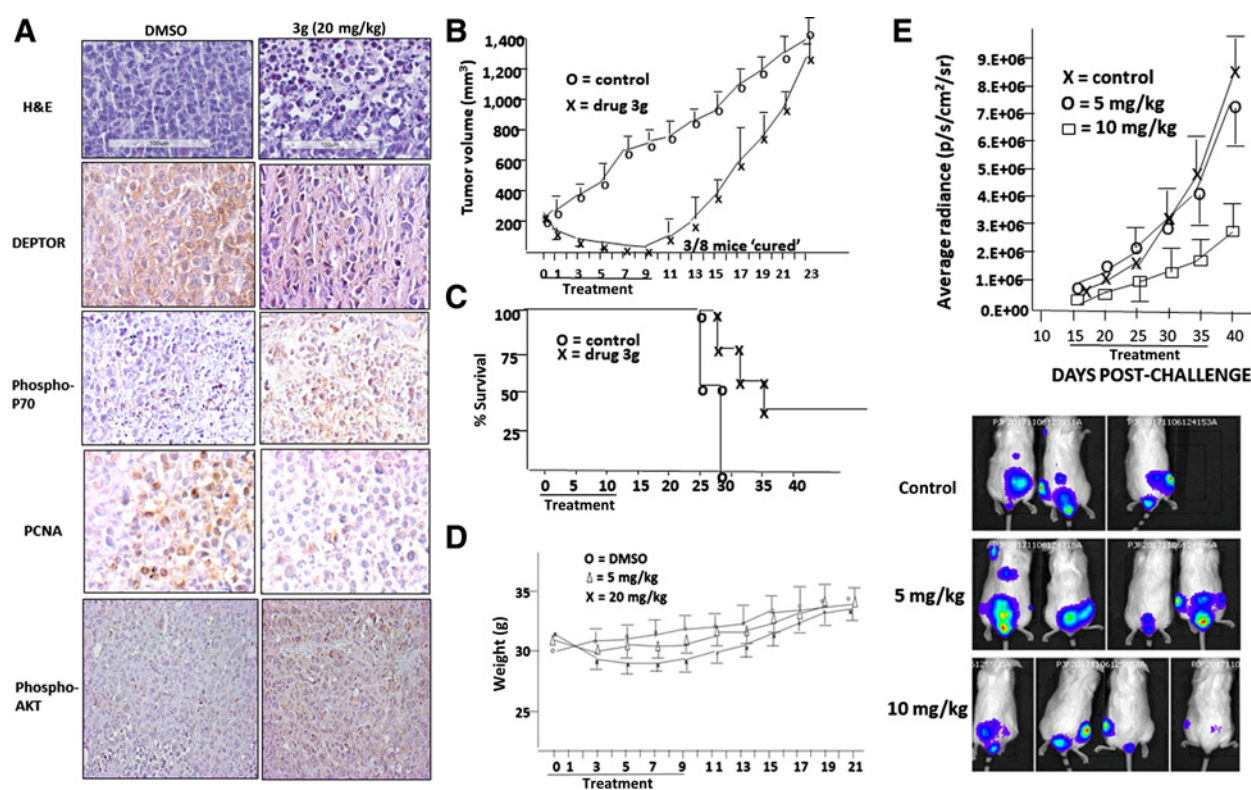 A
DMSO
3g (20 mg/kg)
H&E
100um
100um
DEPTOR
Phospho-
P70
PCNA
Phospho-
AKT
B
Tumor volume (mm³)
1,400
1,200
1,000
800
600
400
200
O = control
X = drug 3g
3/8 mice 'cured'
0 1 3 5 7 9 11 13 15 17 19 21 23
Treatment
C
% Survival
100
75
50
25
O = control
X = drug 3g
0 5 10 15 20 25 30 35 40
Treatment
D
Weight (g)
35
30
25
O = DMSO
△ = 5 mg/kg
X = 20 mg/kg
0 1 3 5 7 9 11 13 15 17 19 21
Treatment
E
Average radiance (p/s/cm²/sr)
9.E+06
8.E+06
7.E+06
6.E+06
5.E+06
4.E+06
3.E+06
2.E+06
1.E+06
0.E+00
X = control
O = 5 mg/kg
□ = 10 mg/kg
10 15 20 25 30 35 40
Treatment
DAYS POST-CHALLENGE
Control
PJF20171106124153A
5 mg/kg
10 mg/kg